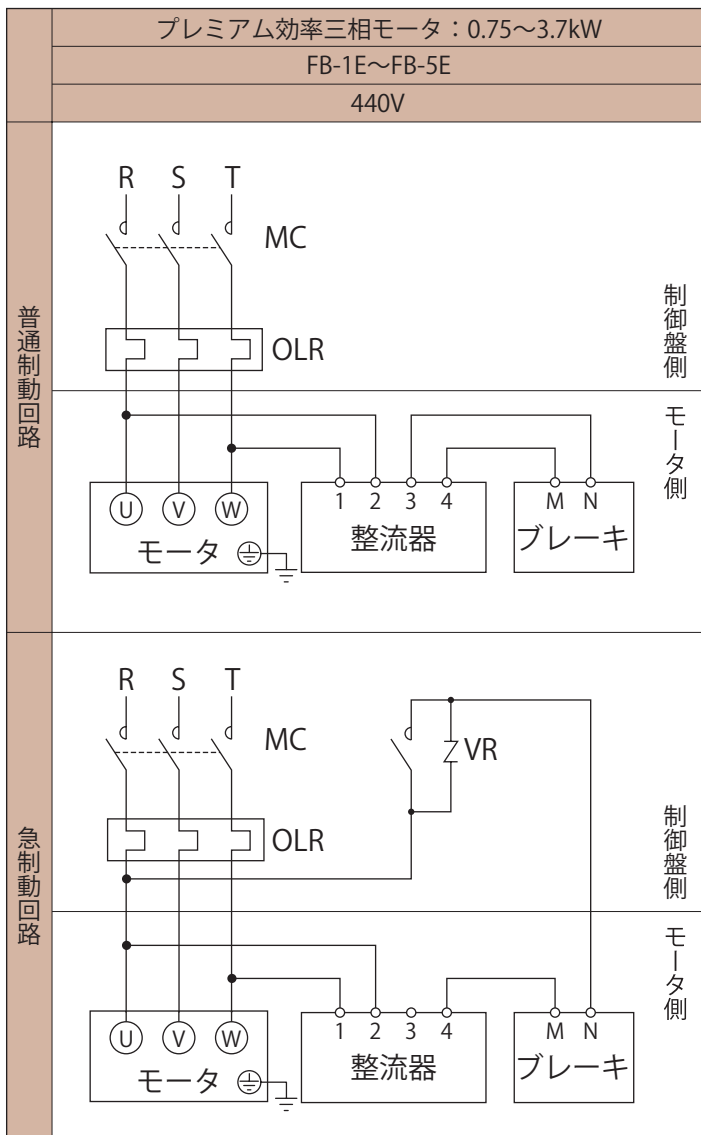 プレミアム効率三相モータ：0.75〜3.7kW
FB-1E〜FB-5E
440V
普通制動回路
R S T
MC
OLR
制御盤側
モータ側
U V W
モータ
1 2 3 4
整流器
M N
ブレーキ
急制動回路
R S T
MC
VR
OLR
制御盤側
モータ側
U V W
モータ
1 2 3 4
整流器
M N
ブレーキ